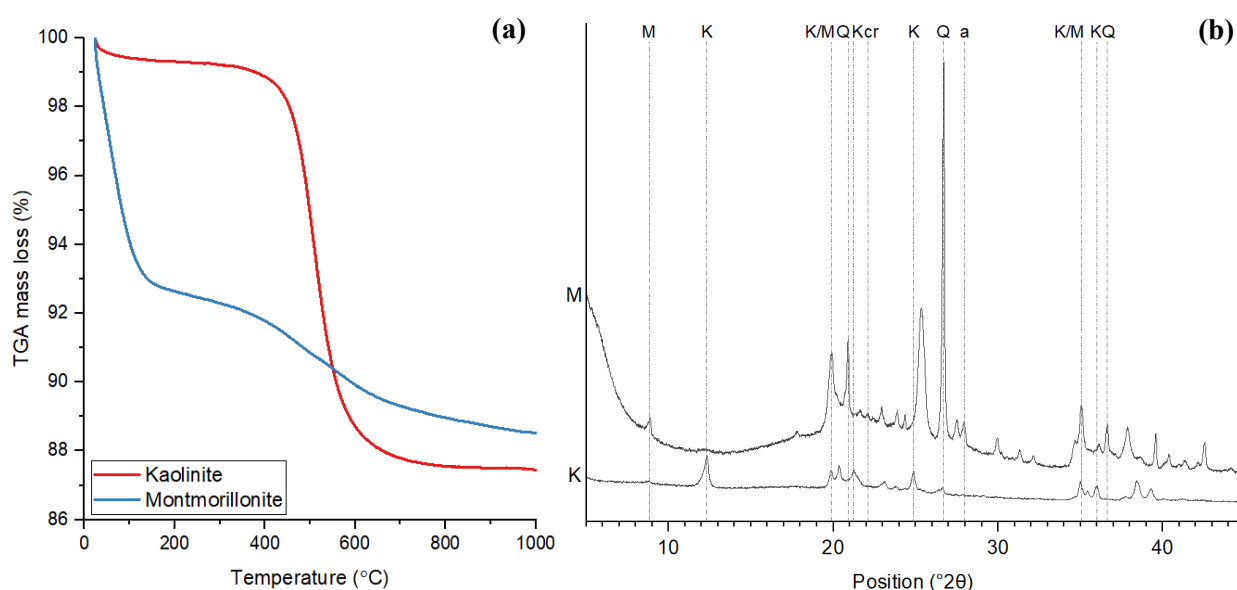 (a)
100
98
96
94
92
90
88
86
TGA mass loss (%)
Kaolinite
Montmorillonite
0 200 400 600 800 1000
Temperature (°C)
(b)
M K K/M Q K cr K Q a K/M K Q
M
K
10 20 30 40
Position (°2θ)